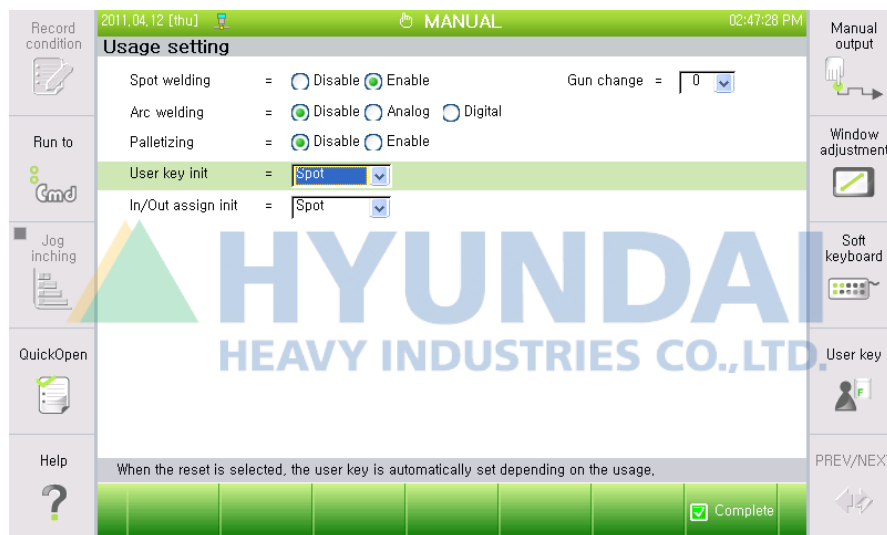 2011,04,12 [thu] MANUAL 02:47:28 PM
Usage setting
Spot welding = Disable Enable Gun change = 0
Arc welding = Disable Analog Digital
Palletizing = Disable Enable
User key init = Spot
In/Out assign init = Spot
HYUNDAI
HEAVY INDUSTRIES CO.,LTD.
When the reset is selected, the user key is automatically set depending on the usage,
Complete
Record
condition
Run to
Cmd
Jog
inching
QuickOpen
Help
?
Manual
output
Window
adjustment
Soft
keyboard
User key
F
PREV/NEX